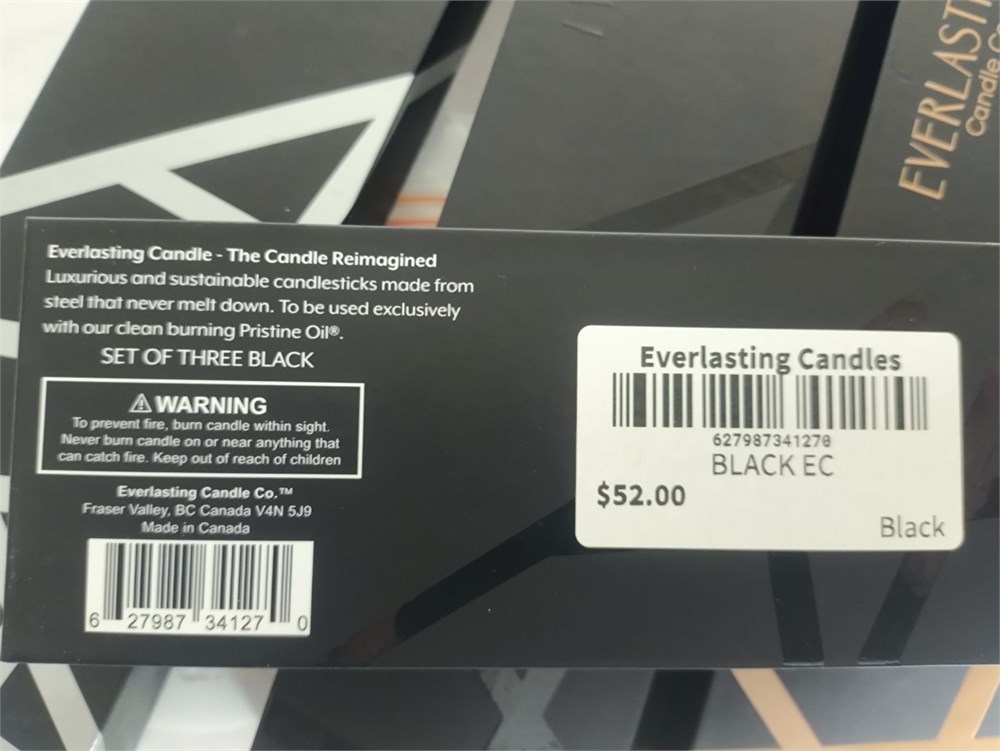 EVERLASTI
Candle Co
Everlasting Candle - The Candle Reimagined
Luxurious and sustainable candlesticks made from
steel that never melt down. To be used exclusively
with our clean burning Pristine Oil®.
SET OF THREE BLACK
⚠WARNING
To prevent fire, burn candle within sight.
Never burn candle on or near anything that
can catch fire. Keep out of reach of children
Everlasting Candle Co.™
Fraser Valley, BC Canada V4N 5J9
Made in Canada
6 27987 34127 0
Everlasting Candles
627987341270
BLACK EC
$52.00
Black